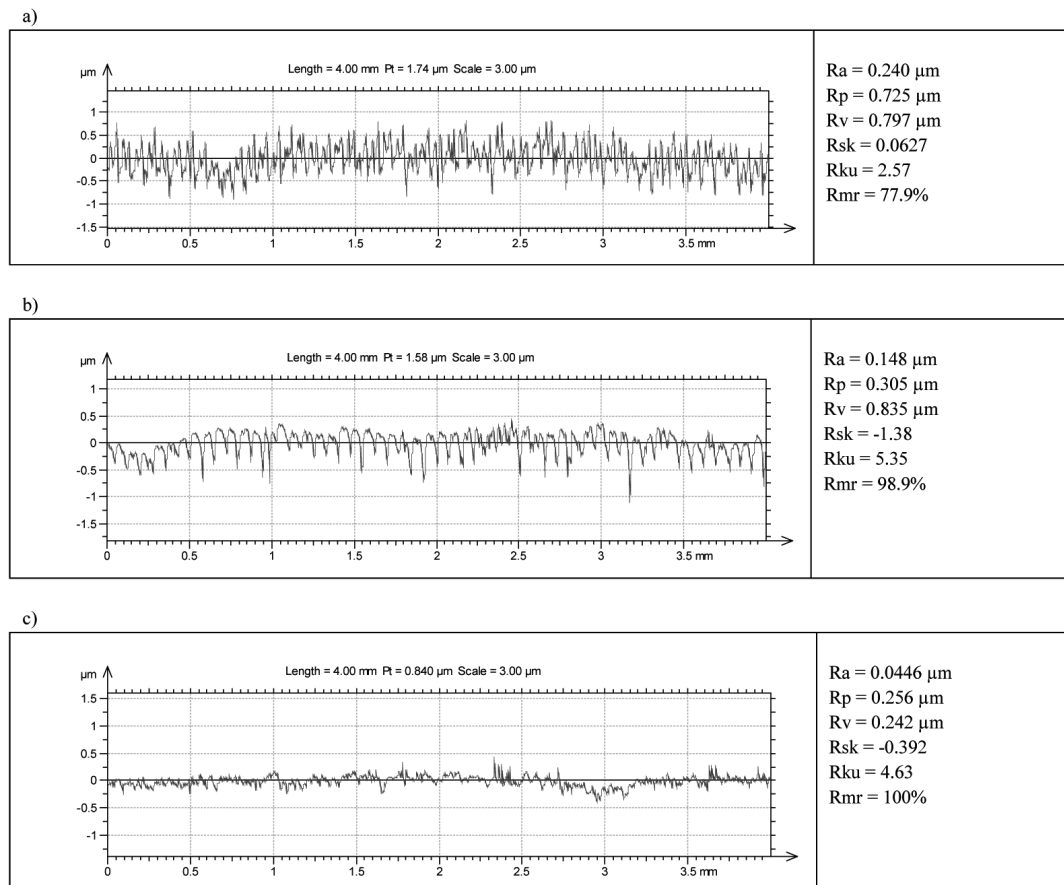 a)
Length = 4.00 mm Pt = 1.74 µm Scale = 3.00 µm
µm
1
0.5
0
-0.5
-1
-1.5
0 0.5 1 1.5 2 2.5 3 3.5 mm
Ra = 0.240 µm
Rp = 0.725 µm
Rv = 0.797 µm
Rsk = 0.0627
Rku = 2.57
Rmr = 77.9%
b)
Length = 4.00 mm Pt = 1.58 µm Scale = 3.00 µm
µm
1
0.5
0
-0.5
-1
-1.5
0 0.5 1 1.5 2 2.5 3 3.5 mm
Ra = 0.148 µm
Rp = 0.305 µm
Rv = 0.835 µm
Rsk = -1.38
Rku = 5.35
Rmr = 98.9%
c)
Length = 4.00 mm Pt = 0.840 µm Scale = 3.00 µm
µm
1.5
1
0.5
0
-0.5
-1
0 0.5 1 1.5 2 2.5 3 3.5 mm
Ra = 0.0446 µm
Rp = 0.256 µm
Rv = 0.242 µm
Rsk = -0.392
Rku = 4.63
Rmr = 100%